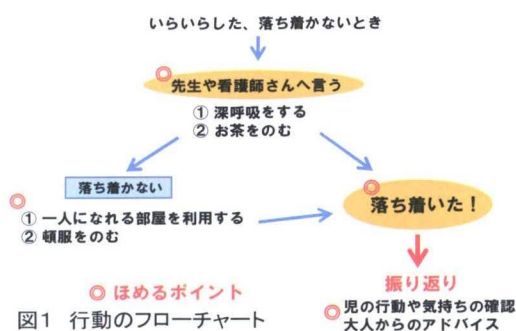 いらいらした、落ち着かないとき
◎
先生や看護師さんへ言う
① 深呼吸をする
② お茶をのむ
落ち着かない
◎
① 一人になれる部屋を利用する
② 頓服をのむ
◎
落ち着いた！
振り返り
◎ 児の行動や気持ちの確認
大人からのアドバイス
◎ ほめるポイント
図1 行動のフローチャート